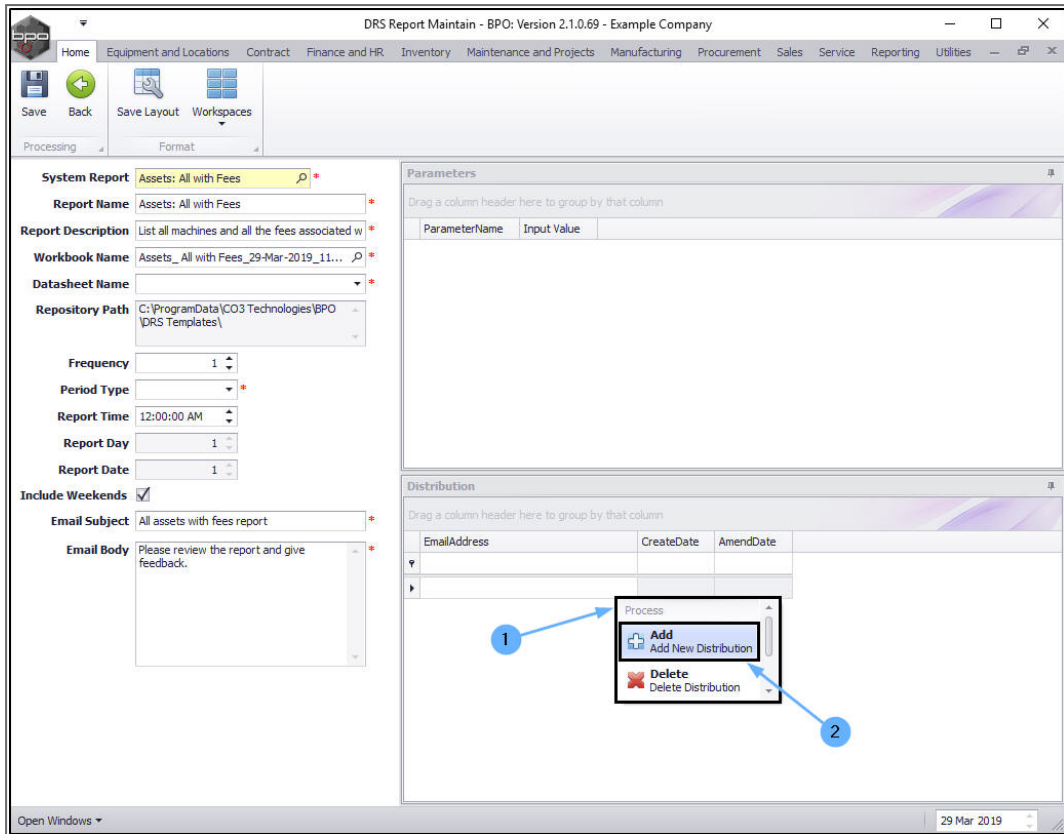 DRS Report Maintain - BPO: Version 2.1.0.69 - Example Company
bpo
Home Equipment and Locations Contract Finance and HR Inventory Maintenance and Projects Manufacturing Procurement Sales Service Reporting Utilities
Save Back Save Layout Workspaces
Processing Format
System Report Assets: All with Fees *
Report Name Assets: All with Fees *
Report Description List all machines and all the fees associated w *
Workbook Name Assets_ All with Fees_29-Mar-2019_11... *
Datasheet Name *
Repository Path C:\ProgramData\CO3 Technologies\BPO
\DRS Templates\
Frequency 1
Period Type *
Report Time 12:00:00 AM
Report Day 1
Report Date 1
Include Weekends
Email Subject All assets with fees report *
Email Body Please review the report and give *
feedback.
Parameters
Drag a column header here to group by that column
ParameterName Input Value
Distribution
Drag a column header here to group by that column
EmailAddress CreateDate AmendDate
Process
Add
Add New Distribution
Delete
Delete Distribution
1
2
Open Windows 29 Mar 2019